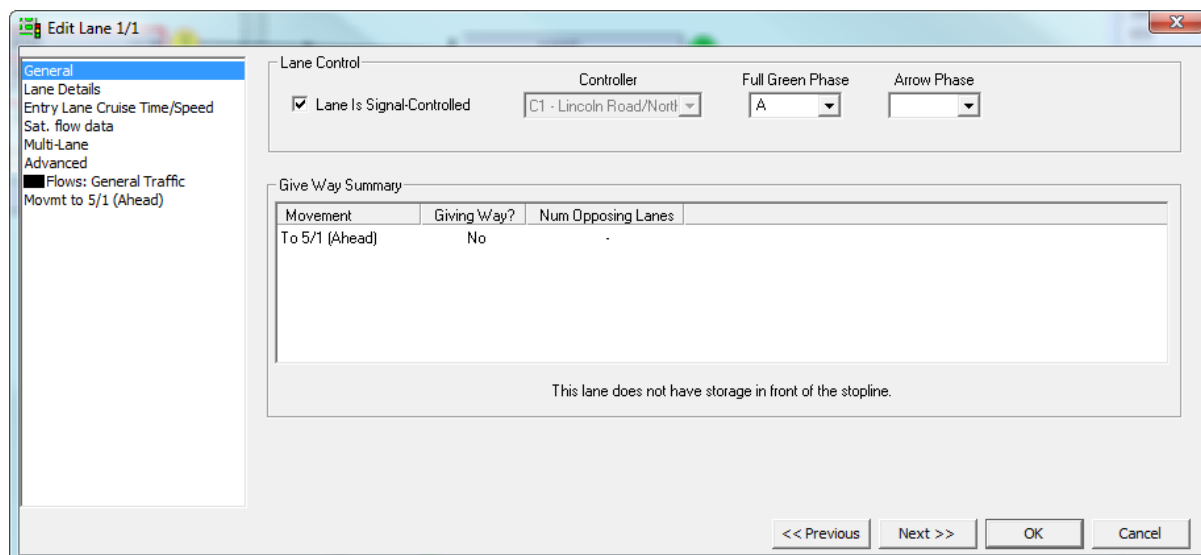 Edit Lane 1/1
General
Lane Details
Entry Lane Cruise Time/Speed
Sat. flow data
Multi-Lane
Advanced
Flows: General Traffic
Movmt to 5/1 (Ahead)
Lane Control
Controller
Full Green Phase
Arrow Phase
Lane Is Signal-Controlled
C1 - Lincoln Road/North
A
Give Way Summary
Movement
Giving Way?
Num Opposing Lanes
To 5/1 (Ahead)
No
-
This lane does not have storage in front of the stopline.
<< Previous
Next >>
OK
Cancel